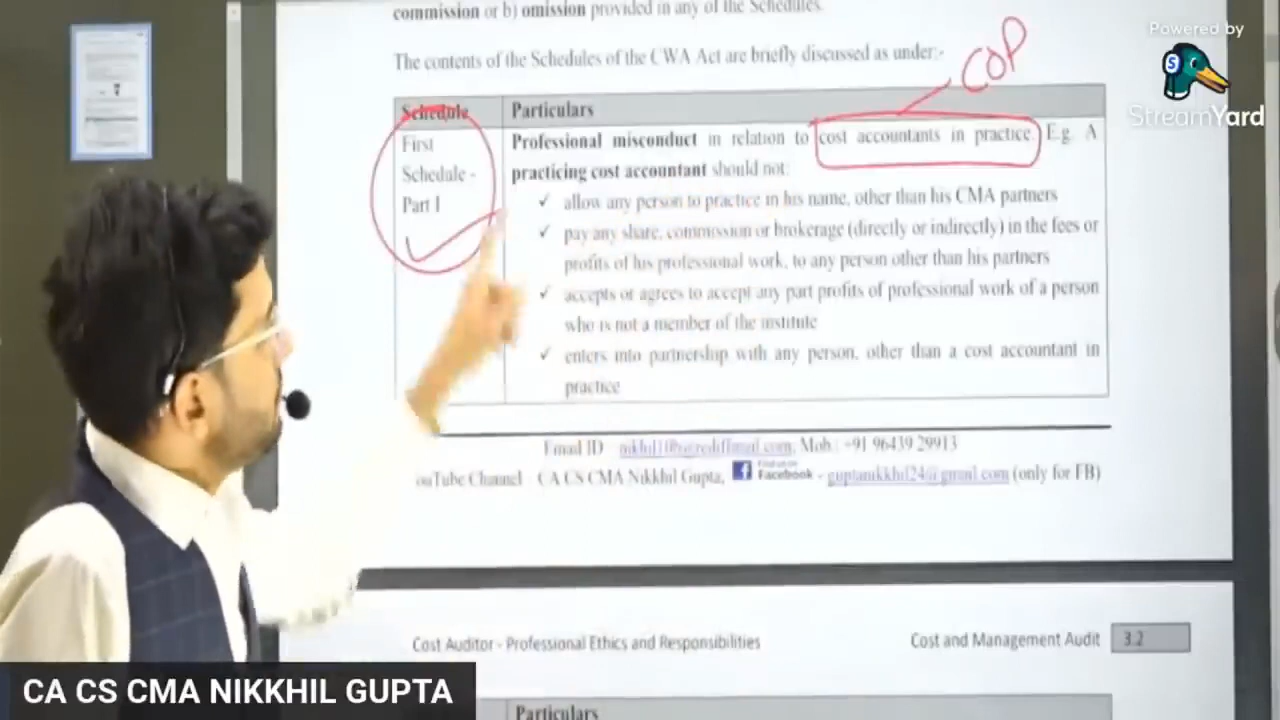 commission or b) omission provided in any of the Schedules.
Powered by
StreamYard
The contents of the Schedules of the CWA Act are briefly discussed as under:-
COP
Schedule Particulars
First Schedule - Part I
Professional misconduct in relation to cost accountants in practice. E.g. A
practicing cost accountant should not:
✓ allow any person to practice in his name, other than his CMA partners
✓ pay any share, commission or brokerage (directly or indirectly) in the fees or
profits of his professional work, to any person other than his partners
✓ accepts or agrees to accept any part profits of professional work of a person
who is not a member of the institute
✓ enters into partnership with any person, other than a cost accountant in
practice
Email ID Mob : +91 96439 29913
ouTube Channel CA CS CMA Nikkhil Gupta, Facebook - guptanikkhil24@gmail.com (only for FB)
Cost Auditor - Professional Ethics and Responsibilities Cost and Management Audit 3.2
Particulars
CA CS CMA NIKKHIL GUPTA